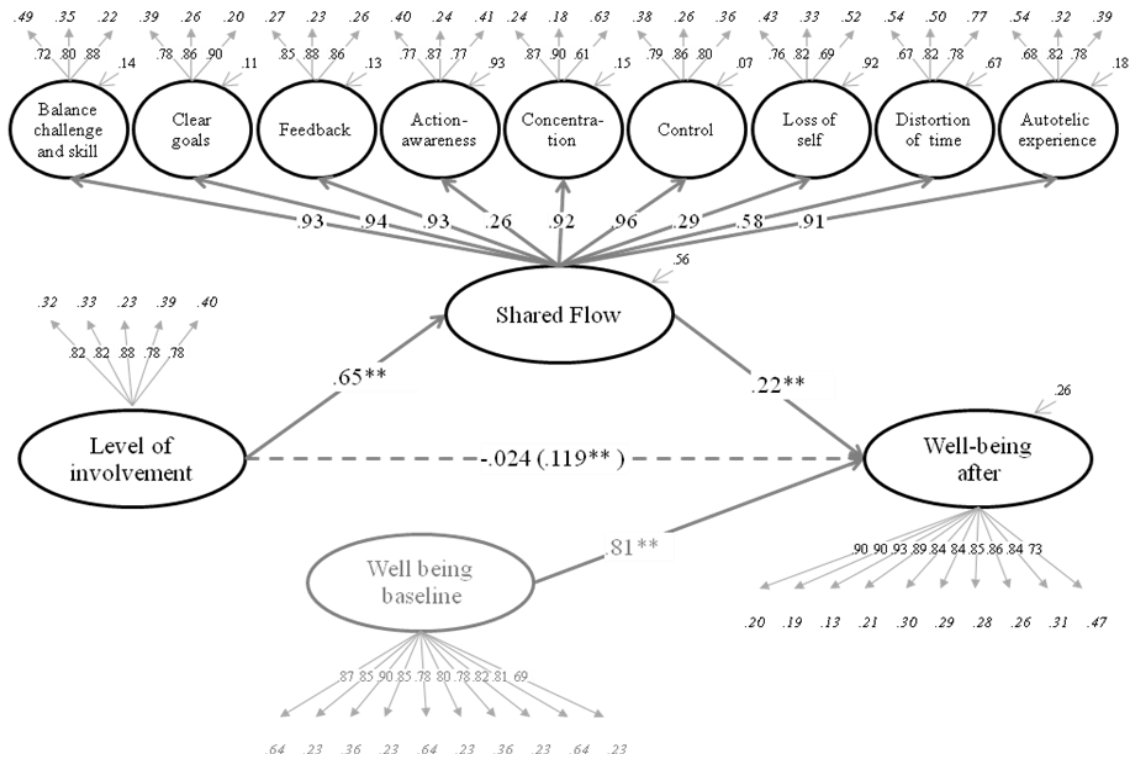 .49 .35 .22 .39 .26 .20 .27 .23 .26 .40 .24 .41 .24 .18 .63 .38 .26 .36 .43 .33 .52 .54 .50 .77 .54 .32 .39
.72 .80 .88 .78 .86 .90 .85 .88 .86 .77 .87 .77 .87 .90 .61 .79 .86 .80 .76 .82 .69 .67 .82 .78 .68 .82 .78
.14 .11 .13 .93 .15 .07 .92 .67 .18
Balance challenge and skill
Clear goals
Feedback
Action-awareness
Concentra-tion
Control
Loss of self
Distortion of time
Autotelic experience
.93 .94 .93 .26 .92 .96 .29 .58 .91
.56
Shared Flow
.32 .33 .23 .39 .40
.82 .82 .88 .78 .78
.65**
.22**
.26
Level of involvement
-.024 (.119** )
Well-being after
.81**
Well being baseline
.90 .90 .93 .89 .84 .84 .85 .86 .84 .73
.20 .19 .13 .21 .30 .29 .28 .26 .31 .47
.87 .85 .90 .85 .78 .80 .78 .82 .81 .69
.64 .23 .36 .23 .64 .23 .36 .23 .64 .23